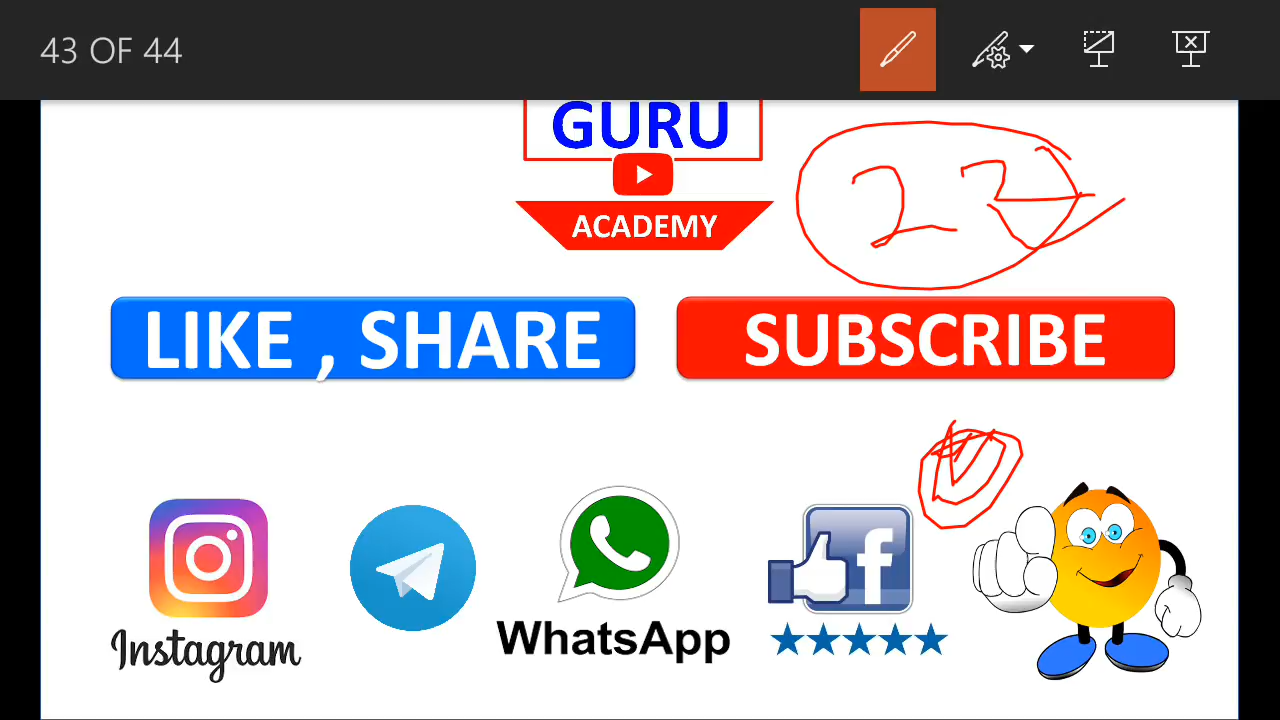 43 OF 44
GURU
ACADEMY
23
LIKE , SHARE
SUBSCRIBE
f
Instagram
WhatsApp